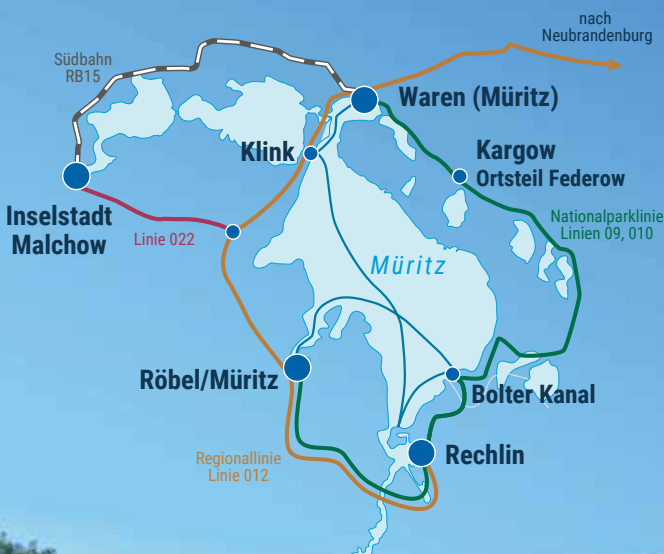 nach
Neubrandenburg
Südbahn
RB15
Waren (Müritz)
Klink
Kargow
Ortsteil Federow
Inselstadt
Malchow
Linie 022
Nationalparklinie
Linien 09, 010
Müritz
Röbel/Müritz
Bolter Kanal
Regionallinie
Linie 012
Rechlin